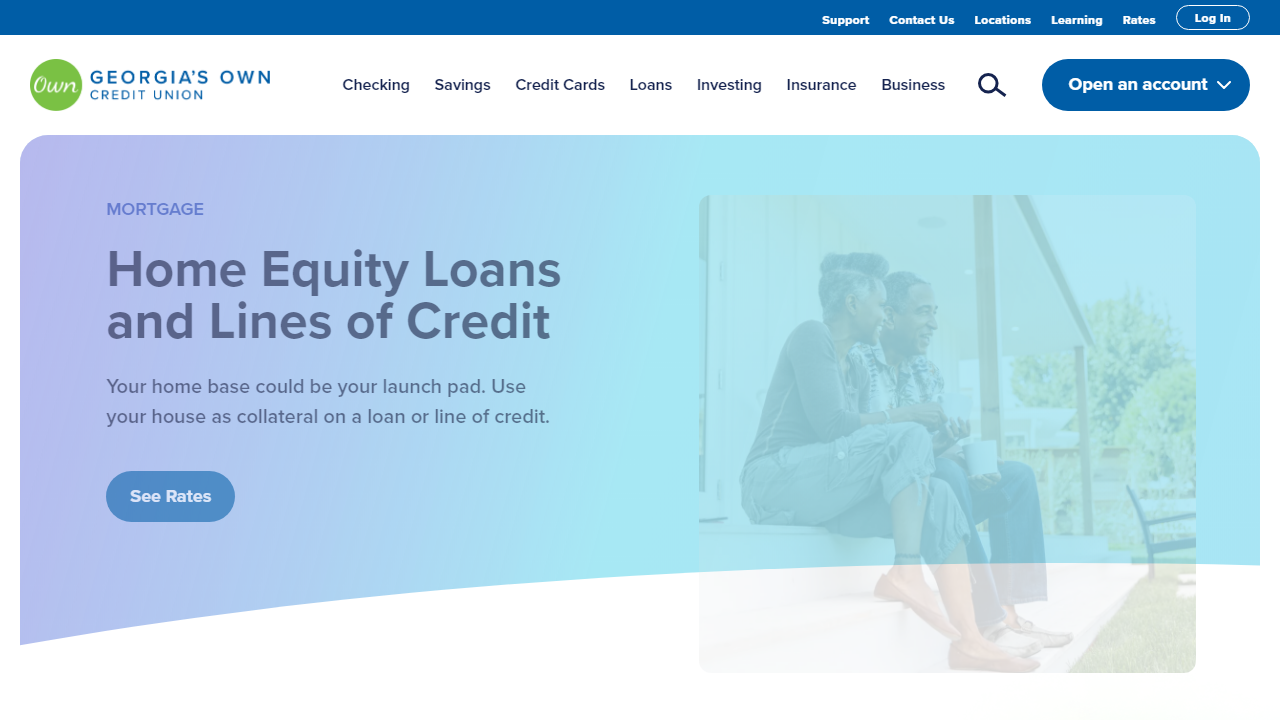 Support Contact Us Locations Learning Rates Log In
Own GEORGIA'S OWN
CREDIT UNION
Checking Savings Credit Cards Loans Investing Insurance Business Open an account
MORTGAGE
Home Equity Loans
and Lines of Credit
Your home base could be your launch pad. Use
your house as collateral on a loan or line of credit.
See Rates